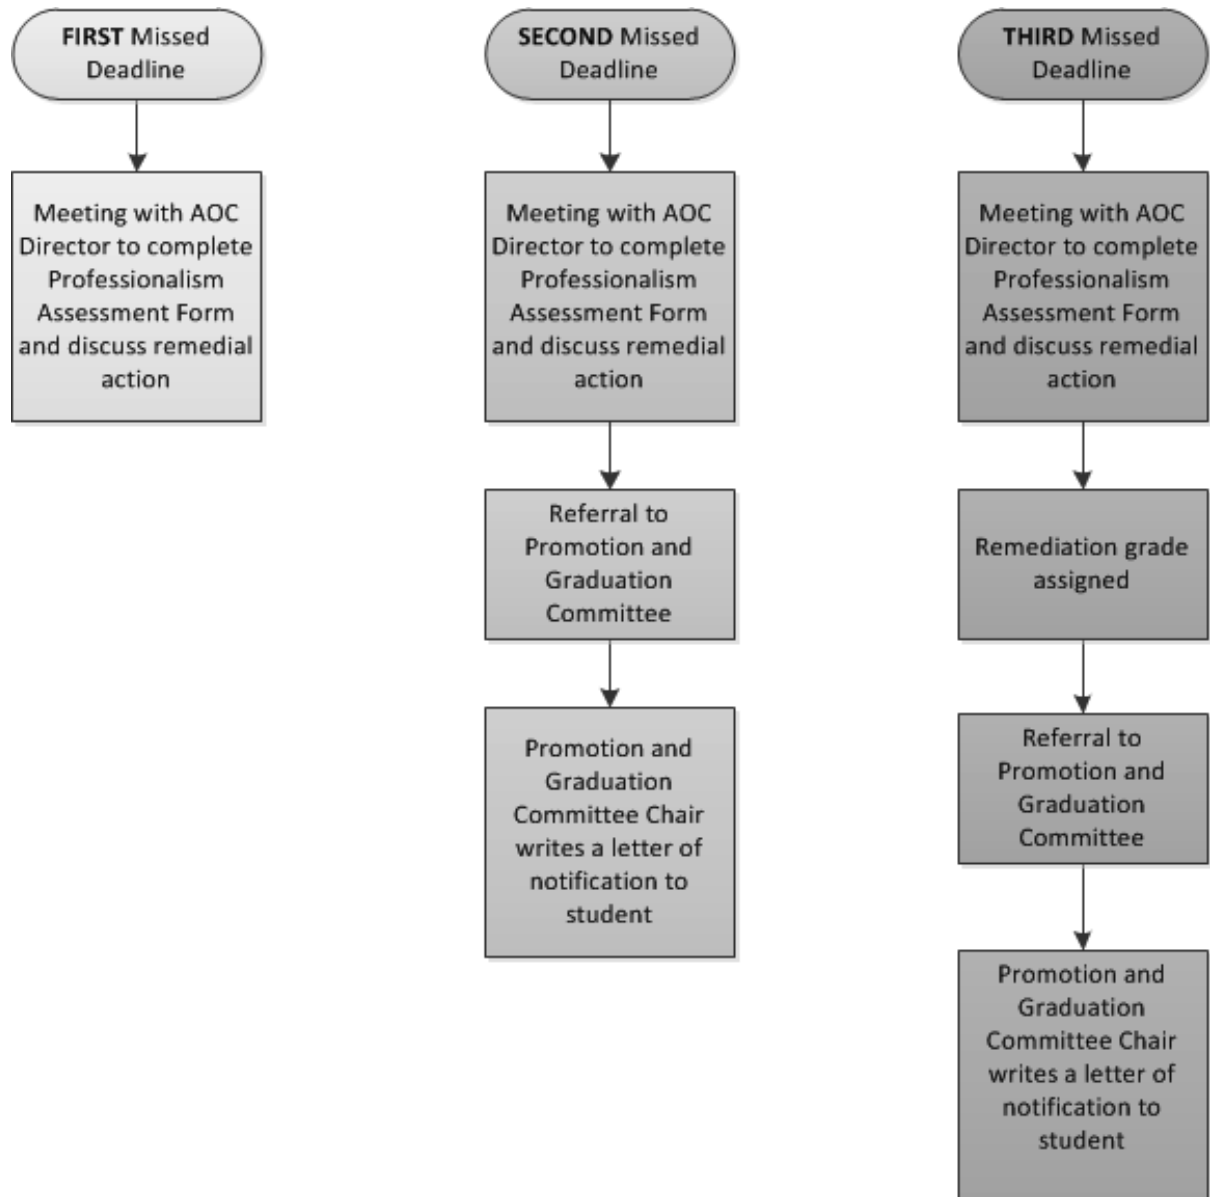 FIRST Missed
Deadline
Meeting with AOC
Director to complete
Professionalism
Assessment Form
and discuss remedial
action
SECOND Missed
Deadline
Meeting with AOC
Director to complete
Professionalism
Assessment Form
and discuss remedial
action
Referral to
Promotion and
Graduation
Committee
Promotion and
Graduation
Committee Chair
writes a letter of
notification to
student
THIRD Missed
Deadline
Meeting with AOC
Director to complete
Professionalism
Assessment Form
and discuss remedial
action
Remediation grade
assigned
Referral to
Promotion and
Graduation
Committee
Promotion and
Graduation
Committee Chair
writes a letter of
notification to
student